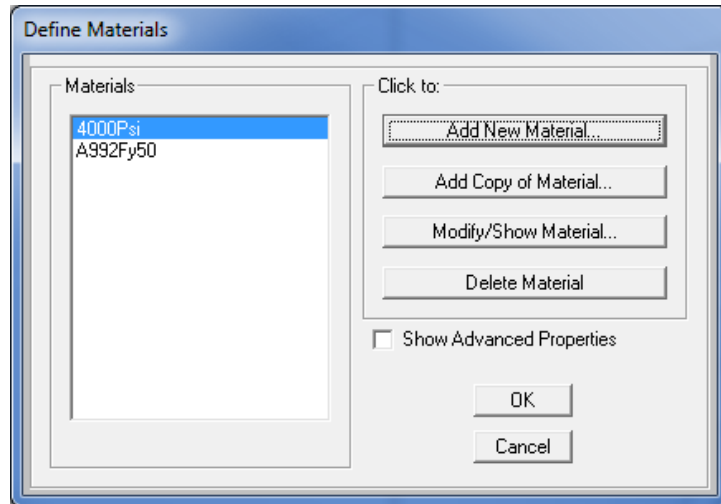 Define Materials
Materials
4000Psi
A992Fy50
Click to:
Add New Material...
Add Copy of Material...
Modify/Show Material...
Delete Material
Show Advanced Properties
OK
Cancel